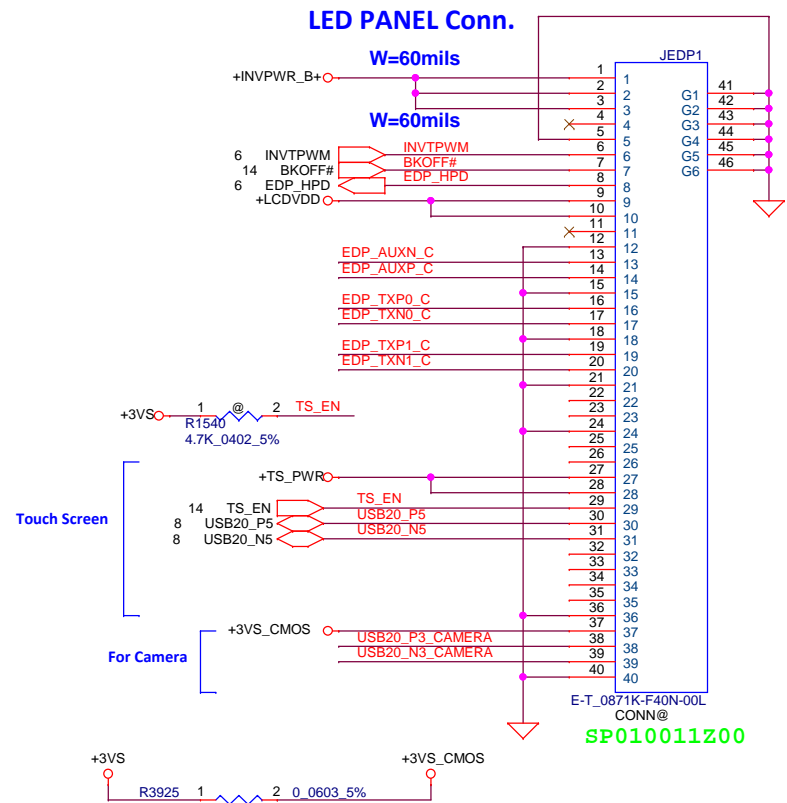 LED PANEL Conn.
JEDP1
W=60mils
+INVPWR_B+
1 1
2 2
3 3
4 4
5 5
W=60mils
6 INVTPWM INVTPWM 6 6
14 BKOFF# BKOFF# 7 7
6 EDP_HPD EDP_HPD 8 8
+LCDVDD 9 9
10 10
11 11
12 12
EDP_AUXN_C 13 13
EDP_AUXP_C 14 14
15 15
EDP_TXP0_C 16 16
EDP_TXN0_C 17 17
18 18
EDP_TXP1_C 19 19
EDP_TXN1_C 20 20
21 21
22 22
23 23
24 24
25 25
26 26
G1 41
G2 42
G3 43
G4 44
G5 45
G6 46
+3VS 1 @ 2 TS_EN
R1540
4.7K_0402_5%
+TS_PWR 27 27
28 28
Touch Screen
14 TS_EN TS_EN 29 29
8 USB20_P5 USB20_P5 30 30
8 USB20_N5 USB20_N5 31 31
32 32
33 33
34 34
35 35
36 36
For Camera
+3VS_CMOS 37 37
USB20_P3_CAMERA 38 38
USB20_N3_CAMERA 39 39
40 40
E-T_0871K-F40N-00L
CONN@
SP010011Z00
+3VS +3VS_CMOS
R3925 1 2 0_0603_5%